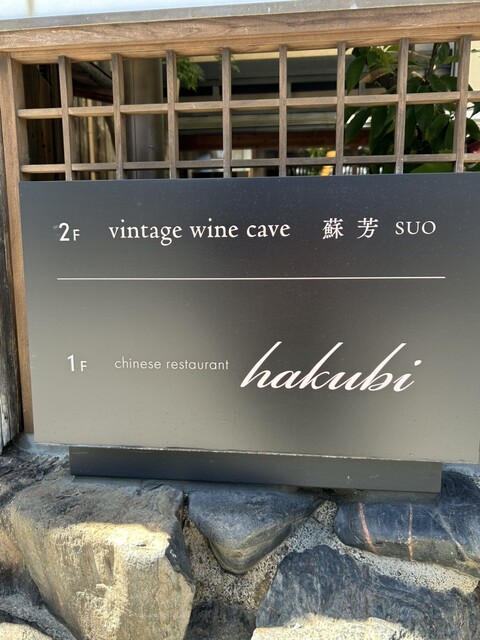 2F vintage wine cave 蘇芳 SUO
1F chinese restaurant hakubi